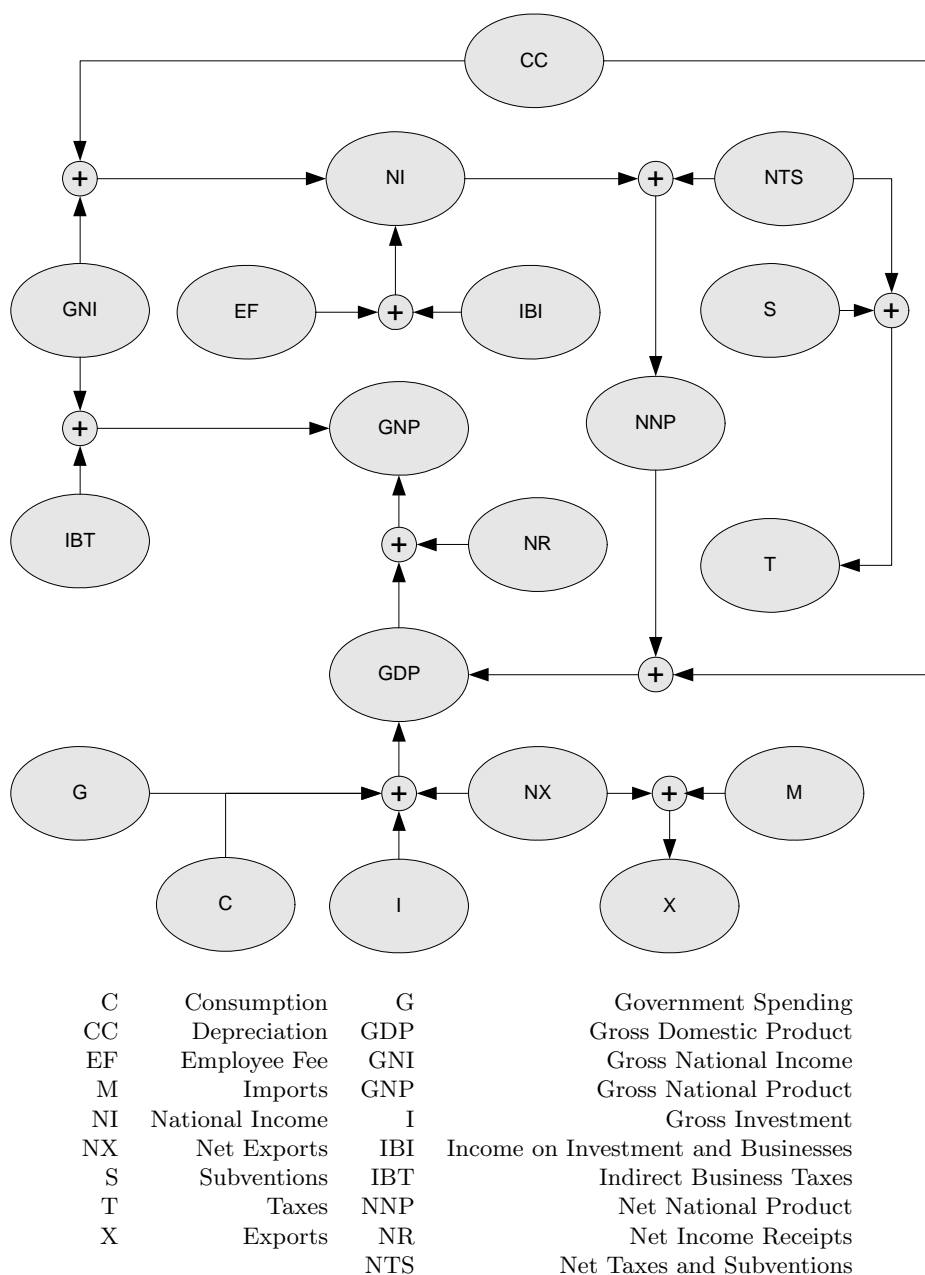 CC
+ NI + NTS
GNI EF + IBI S +
+ GNP NNP
IBT + NR T
GDP +
G + NX + M
C I X
C Consumption G Government Spending
CC Depreciation GDP Gross Domestic Product
EF Employee Fee GNI Gross National Income
M Imports GNP Gross National Product
NI National Income I Gross Investment
NX Net Exports IBI Income on Investment and Businesses
S Subventions IBT Indirect Business Taxes
T Taxes NNP Net National Product
X Exports NR Net Income Receipts
NTS Net Taxes and Subventions